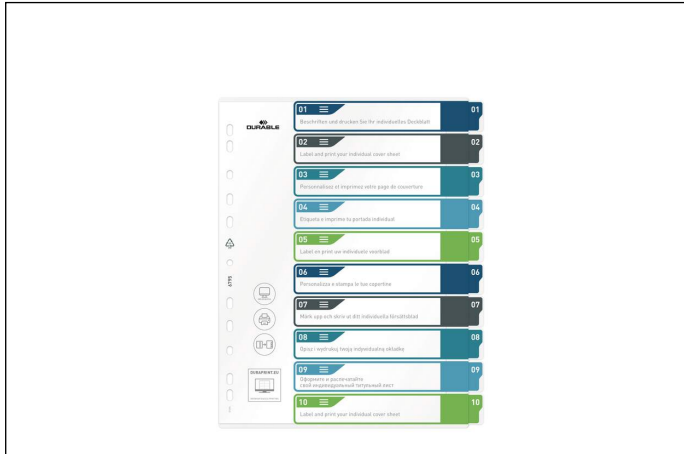 DURABLE
01 01
Beschriften und drucken Sie Ihr individuelles Deckblatt
02 02
Label and print your individual cover sheet
03 03
Personnalisez et imprimez votre page de couverture
04 04
Etiqueta e imprime tu portada individual
05 05
Label en print uw individuele voorblad
06 06
Personalizza e stampa le tue copertine
07 07
Märk upp och skriv ut ditt individuella försättsblad
08 08
Opisz i wydrukuj twoją indywidualną okładkę
09 09
Оформите и распечатайте
свой индивидуальный титульный лист
10 10
Label and print your individual cover sheet
6795
DURAPRINT.EU